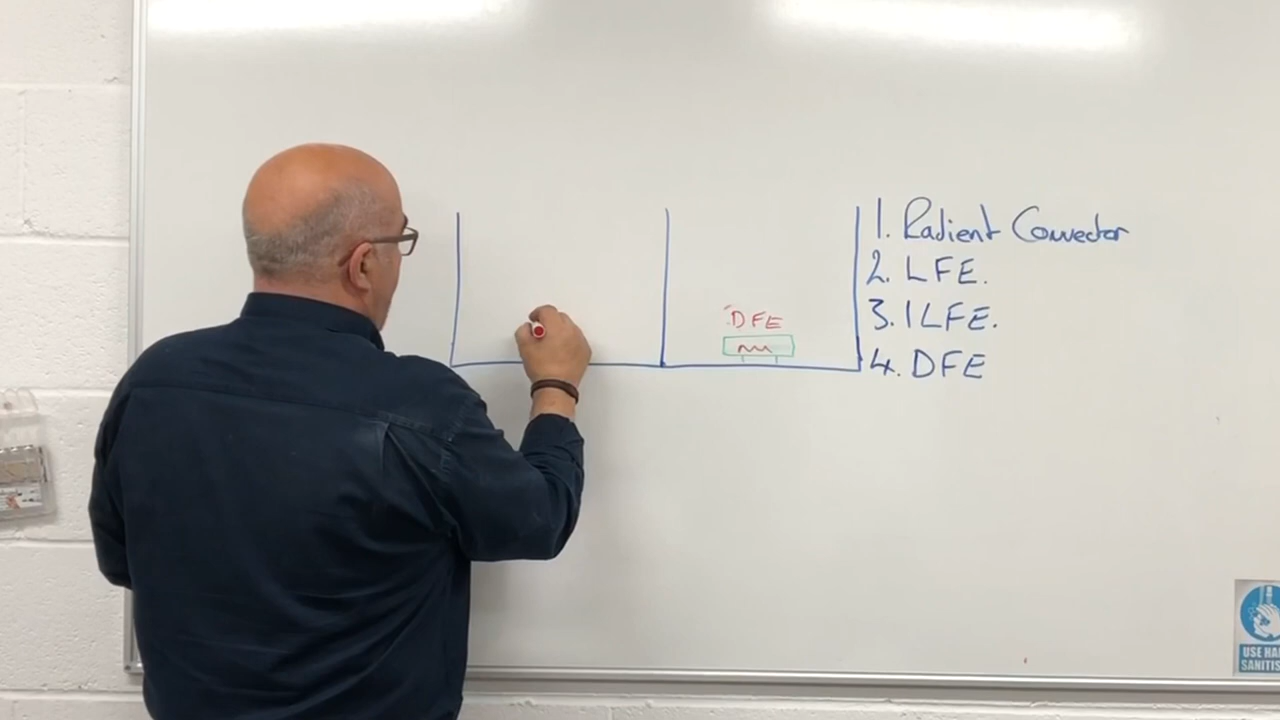 1. Radient Convector
2. LFE.
3. ILFE.
DFE
4. DFE
USE HA
SANITIS